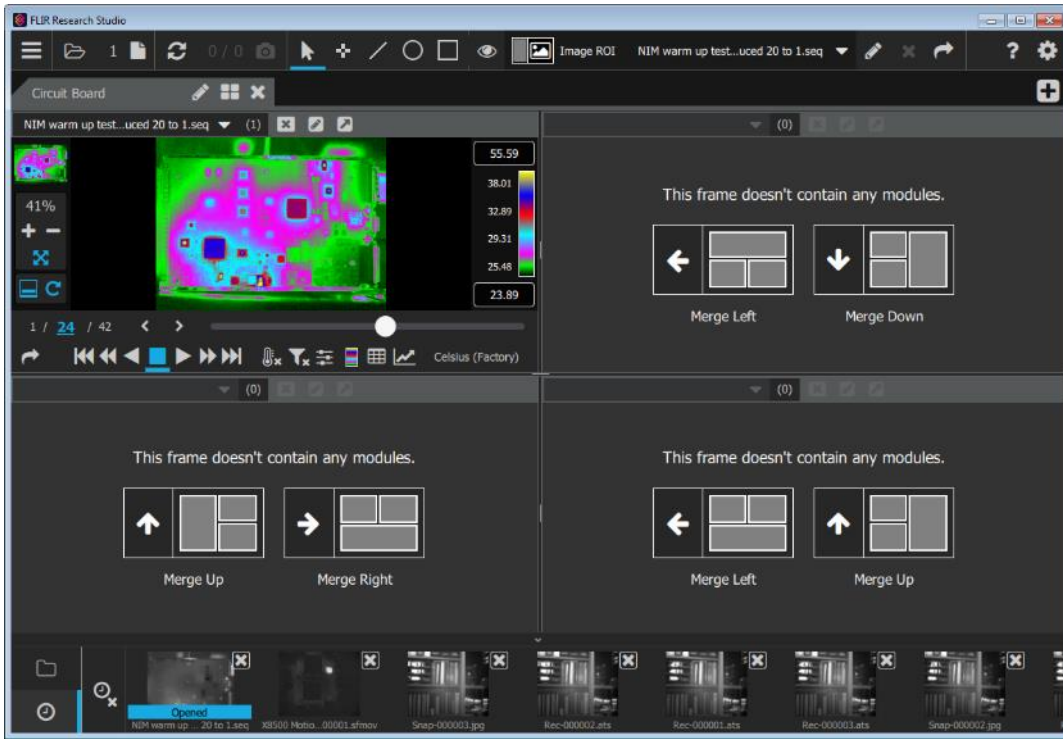 FLIR Research Studio
1
0 / 0
Image ROI
NIM warm up test...uced 20 to 1.seq
?
Circuit Board
NIM warm up test...uced 20 to 1.seq
(1)
(0)
41%
55.59
38.01
32.89
29.31
25.48
23.89
1 / 24 / 42
Celsius (Factory)
This frame doesn't contain any modules.
Merge Left
Merge Down
(0)
(0)
This frame doesn't contain any modules.
Merge Up
Merge Right
This frame doesn't contain any modules.
Merge Left
Merge Up
Opened
NIM warm up ... 20 to 1.seq
X8500 Motio...00001.sfmov
Snap-000003.jpg
Rec-000002.ats
Rec-000001.ats
Rec-000003.ats
Snap-000002.jpg